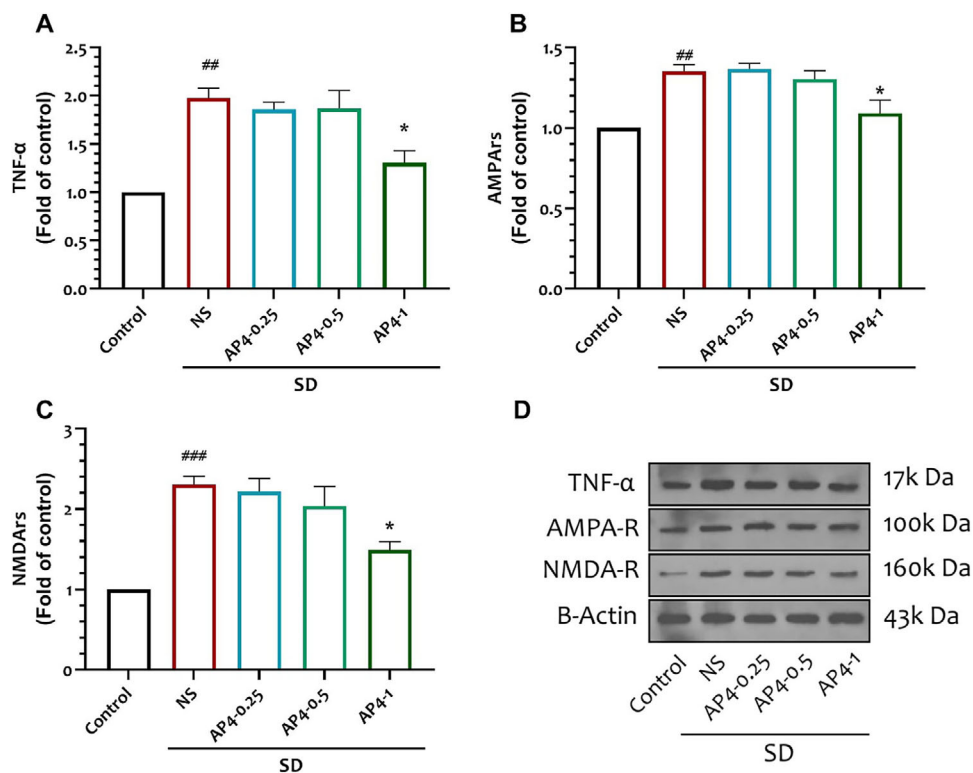 A
TNF-α
(Fold of control)
2.5
2.0
1.5
1.0
0.5
0.0
##
*
Control
NS
AP4-0.25
AP4-0.5
AP4-1
SD
B
AMPArs
(Fold of control)
1.5
1.0
0.5
0.0
##
*
Control
NS
AP4-0.25
AP4-0.5
AP4-1
SD
C
NMDArs
(Fold of control)
3
2
1
0
###
*
Control
NS
AP4-0.25
AP4-0.5
AP4-1
SD
D
TNF-α 17k Da
AMPA-R 100k Da
NMDA-R 160k Da
B-Actin 43k Da
Control
NS
AP4-0.25
AP4-0.5
AP4-1
SD